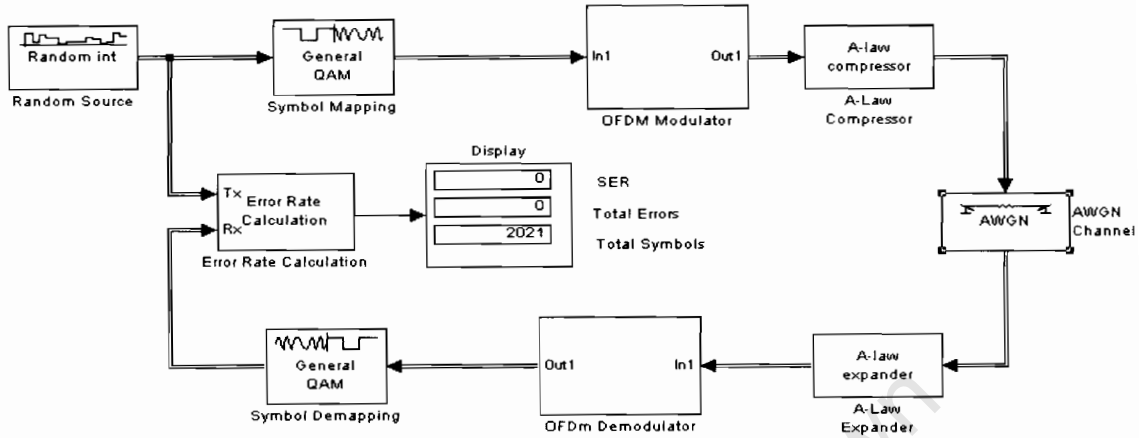 Random int
Random Source
General
QAM
Symbol Mapping
In1
Out1
OFDM Modulator
A-law
compressor
A-Law
Compressor
Display
0
SER
0
Total Errors
2021
Total Symbols
Tx
Error Rate
Calculation
Rx
Error Rate Calculation
AWGN
AWGN
Channel
General
QAM
Symbol Demapping
Out1
In1
OFDm Demodulator
A-law
expander
A-Law
Expander
wn